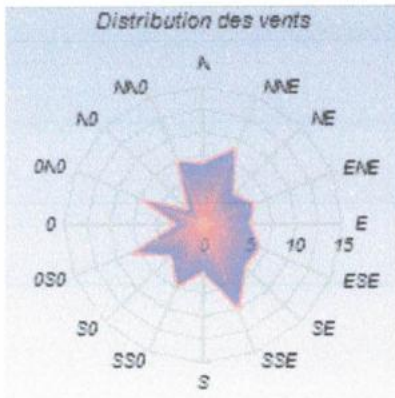 Distribution des vents
N
NNO
NNE
NO
NE
ONO
ENE
O
E
0 5 10 15
OSO
ESE
SO
SE
SSO
SSE
S